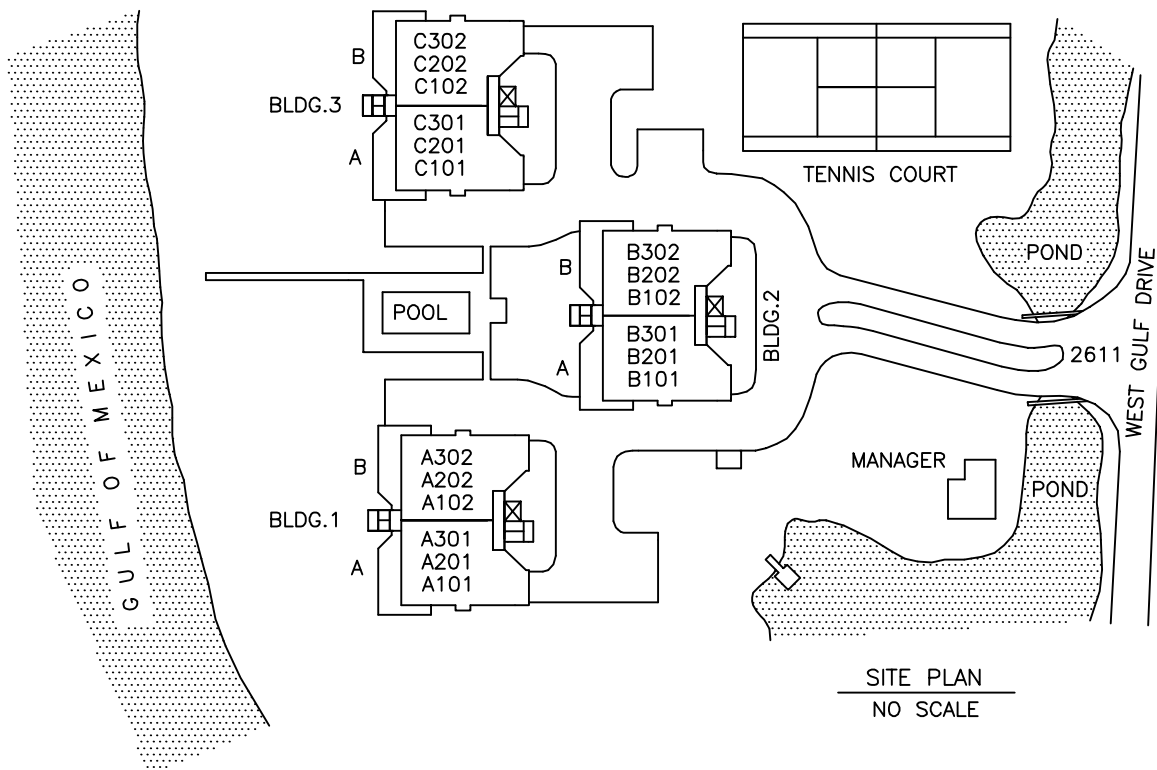 C302
C202
C102
C301
C201
C101
B
A
BLDG.3
TENNIS COURT
POND
WEST GULF DRIVE
2611
B302
B202
B102
B301
B201
B101
B
A
BLDG.2
POOL
GULF OF MEXICO
A302
A202
A102
A301
A201
A101
B
A
BLDG.1
MANAGER
POND
SITE PLAN
NO SCALE